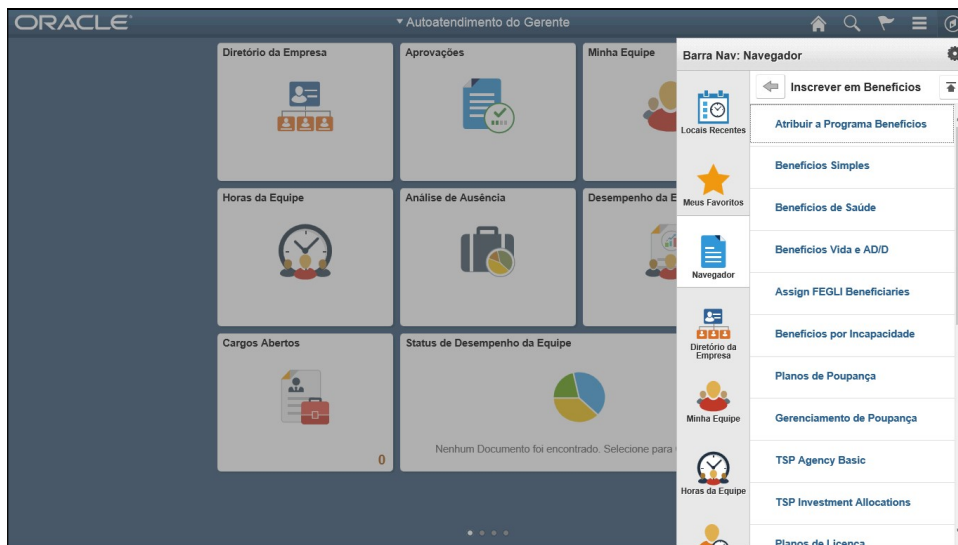 ORACLE
Autoatendimento do Gerente
Diretório da Empresa
Aprovações
Minha Equipe
Horas da Equipe
Análise de Ausência
Desempenho da E
Cargos Abertos
0
Status de Desempenho da Equipe
Nenhum Documento foi encontrado. Selecione para
Barra Nav: Navegador
Locais Recentes
Meus Favoritos
Navegador
Diretório da
Empresa
Minha Equipe
Horas da Equipe
Inscrever em Benefícios
Atribuir a Programa Benefícios
Benefícios Simples
Benefícios de Saúde
Benefícios Vida e AD/D
Assign FEGLI Beneficiaries
Benefícios por Incapacidade
Planos de Poupança
Gerenciamento de Poupança
TSP Agency Basic
TSP Investment Allocations
Planos de Licença